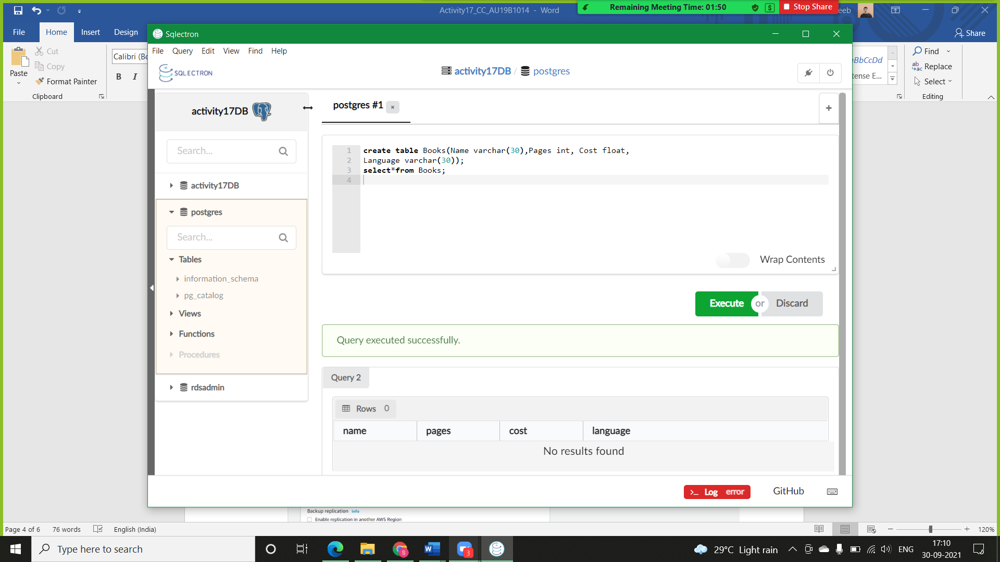 Activity17_CC_AU19B1014 - Word
Remaining Meeting Time: 01:50
Stop Share
eeb
File
Home
Insert
Design
Share
Cut
Copy
Paste
Format Painter
Clipboard
Calibri (Bo
B I
Sqlectron
File Query Edit View Find Help
SQLECTRON
activity17DB / postgres
BbCcDd
tense E...
Find
Replace
Select
Editing
activity17DB
Search...
activity17DB
postgres
Search...
Tables
information_schema
pg_catalog
Views
Functions
Procedures
rdsadmin
postgres #1 ×
+
1 create table Books(Name varchar(30),Pages int, Cost float,
2 Language varchar(30));
3 select*from Books;
4
Wrap Contents
Execute or Discard
Query executed successfully.
Query 2
Rows 0
name pages cost language
No results found
>_ Log error
GitHub
Backup replication Info
Enable replication in another AWS Region
Page 4 of 6 76 words English (India)
120%
Type here to search
S
3
29°C Light rain
ENG
17:10
30-09-2021